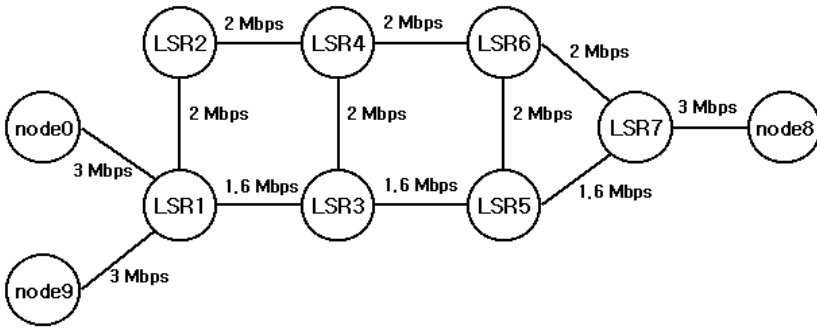 2 Mbps 2 Mbps
LSR2 LSR4 LSR6
2 Mbps
3 Mbps
node0 2 Mbps 2 Mbps 2 Mbps LSR7 node8
3 Mbps 1.6 Mbps 1.6 Mbps 1.6 Mbps
LSR1 LSR3 LSR5
3 Mbps
node9